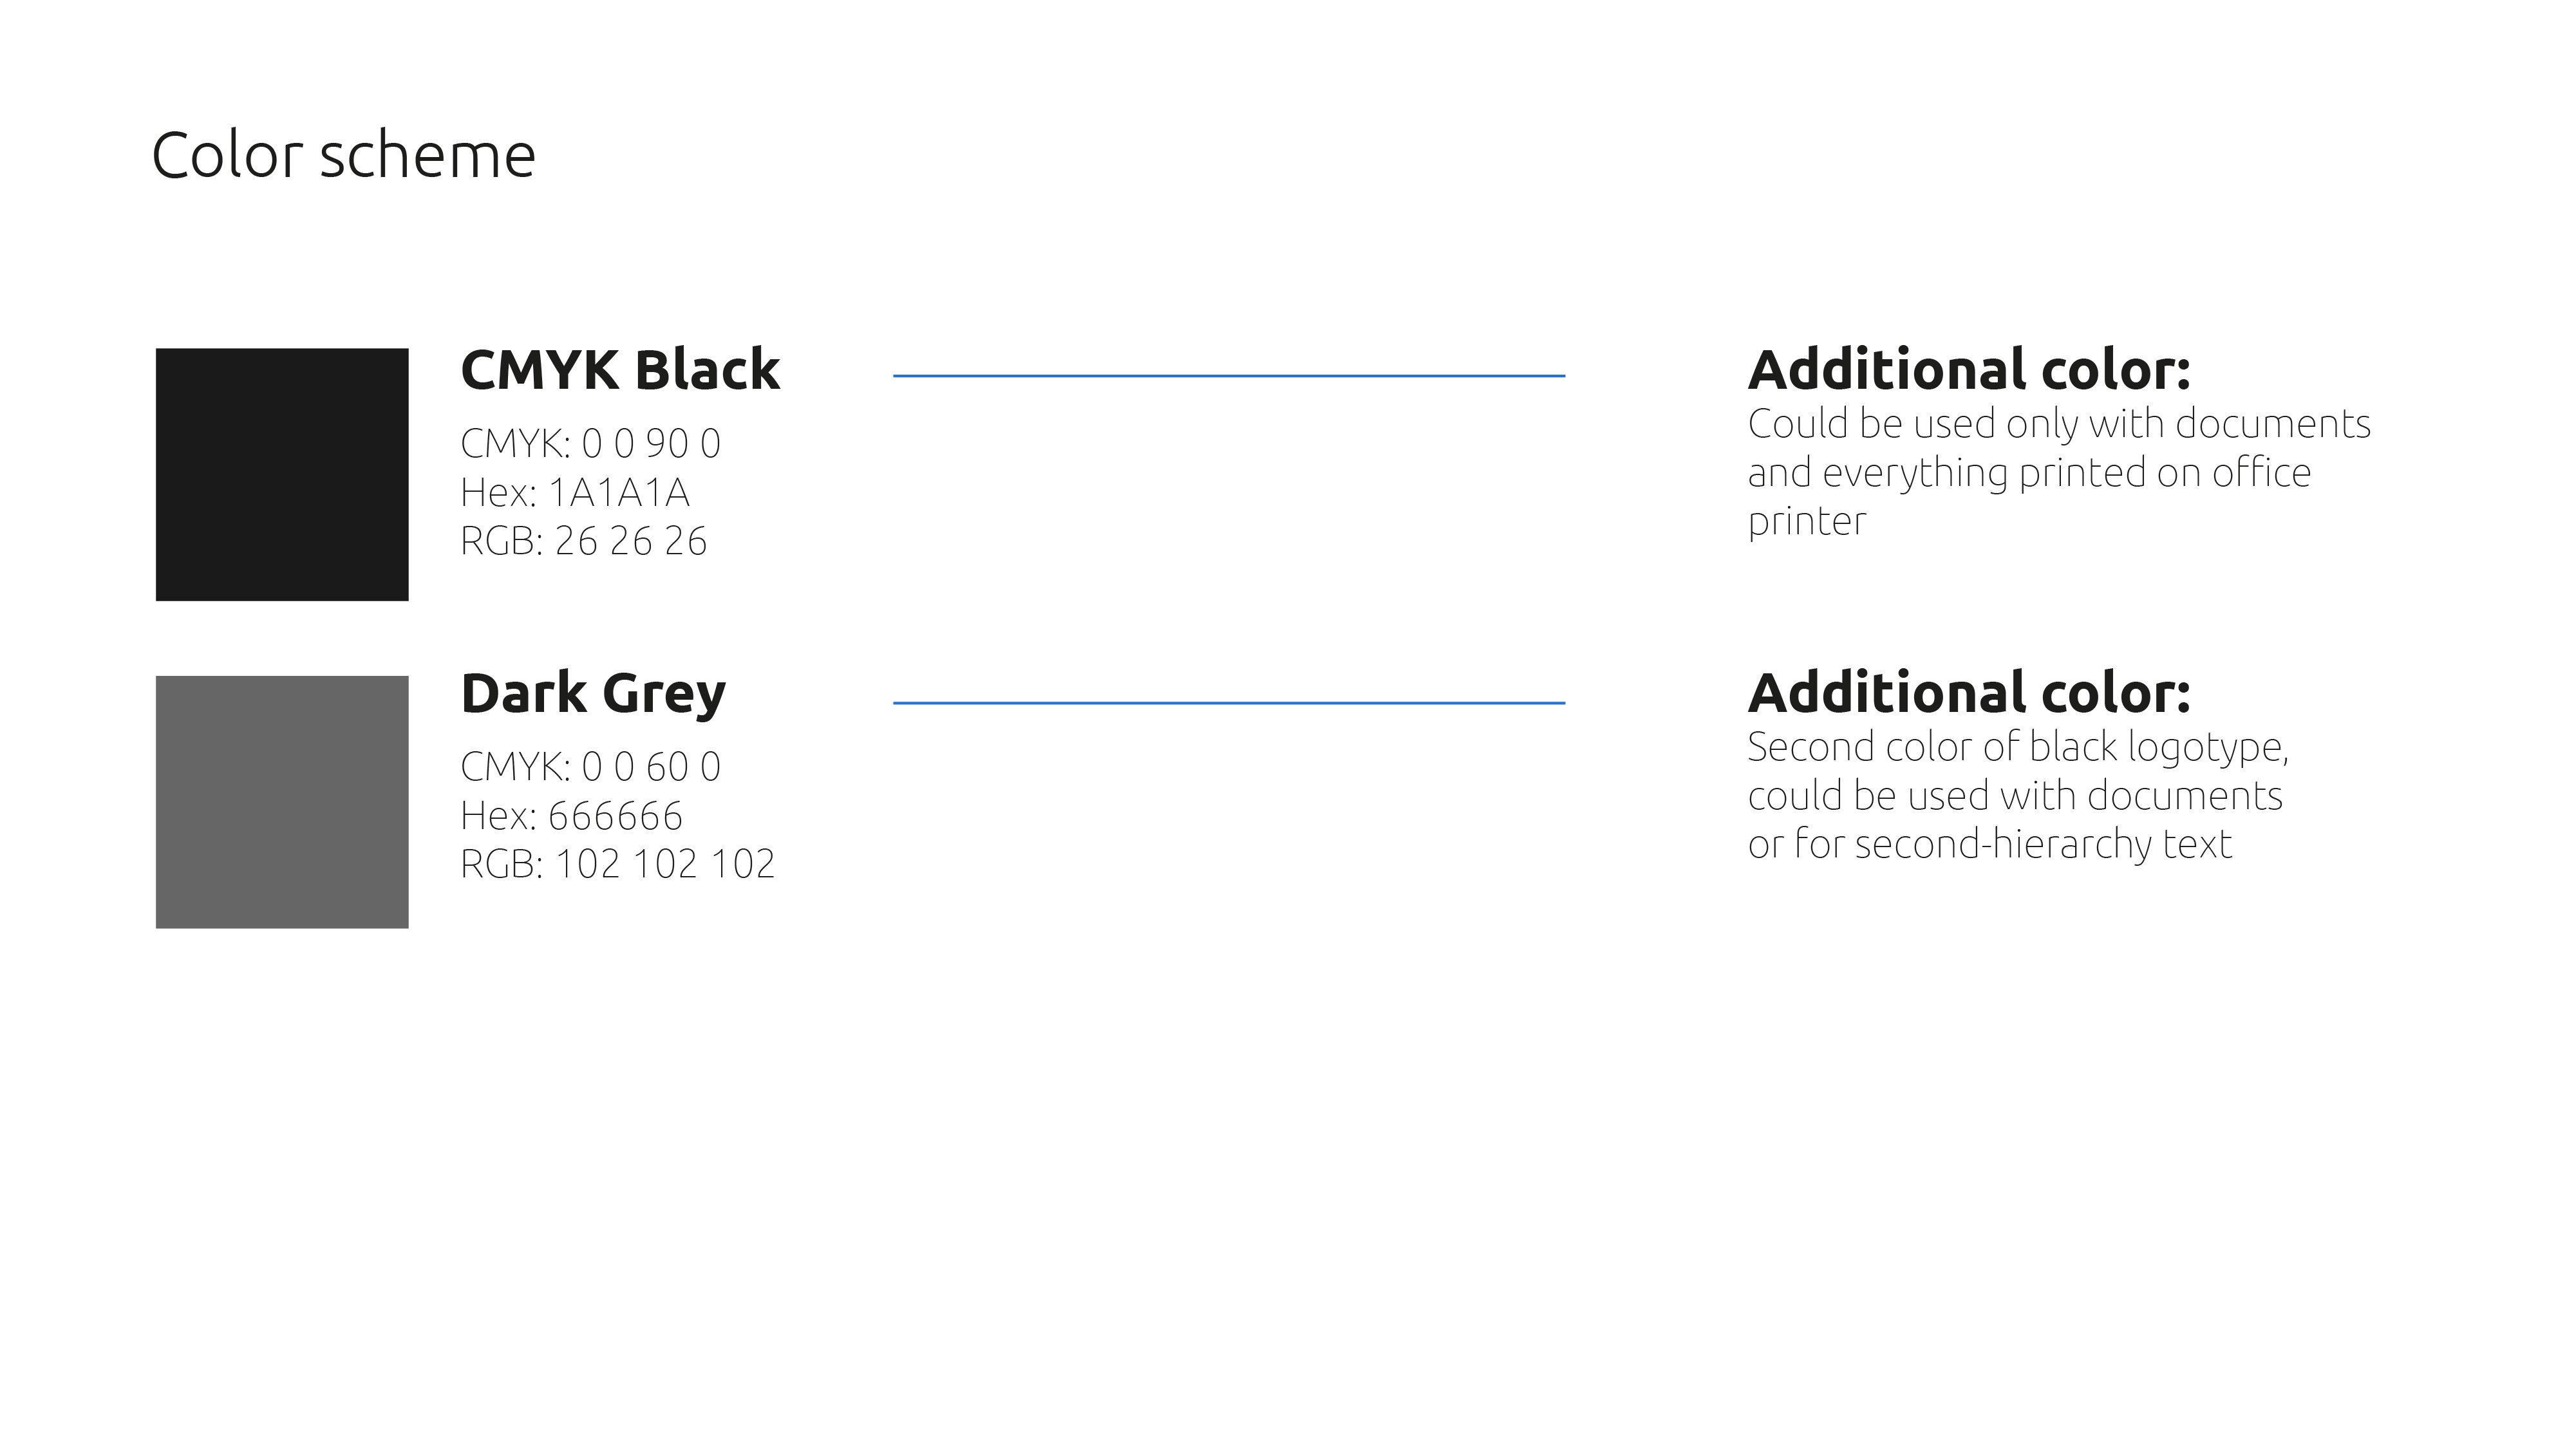 Color scheme
CMYK Black
CMYK: 0 0 90 0
Hex: 1A1A1A
RGB: 26 26 26
Additional color:
Could be used only with documents
and everything printed on office
printer
Dark Grey
CMYK: 0 0 60 0
Hex: 666666
RGB: 102 102 102
Additional color:
Second color of black logotype,
could be used with documents
or for second-hierarchy text